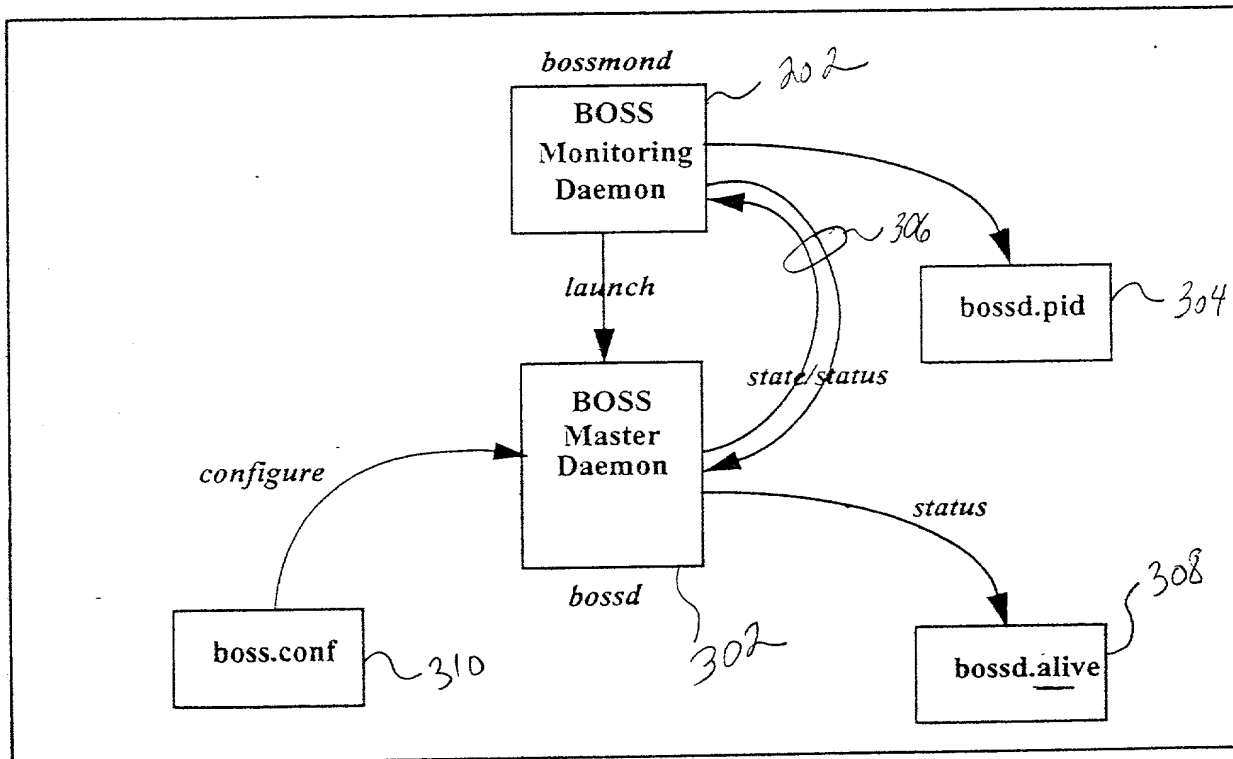 bossmond
202
BOSS
Monitoring
Daemon
306
launch
bossd.pid
304
state/status
BOSS
Master
Daemon
configure
status
bossd
308
boss.conf
310
302
bossd.alive